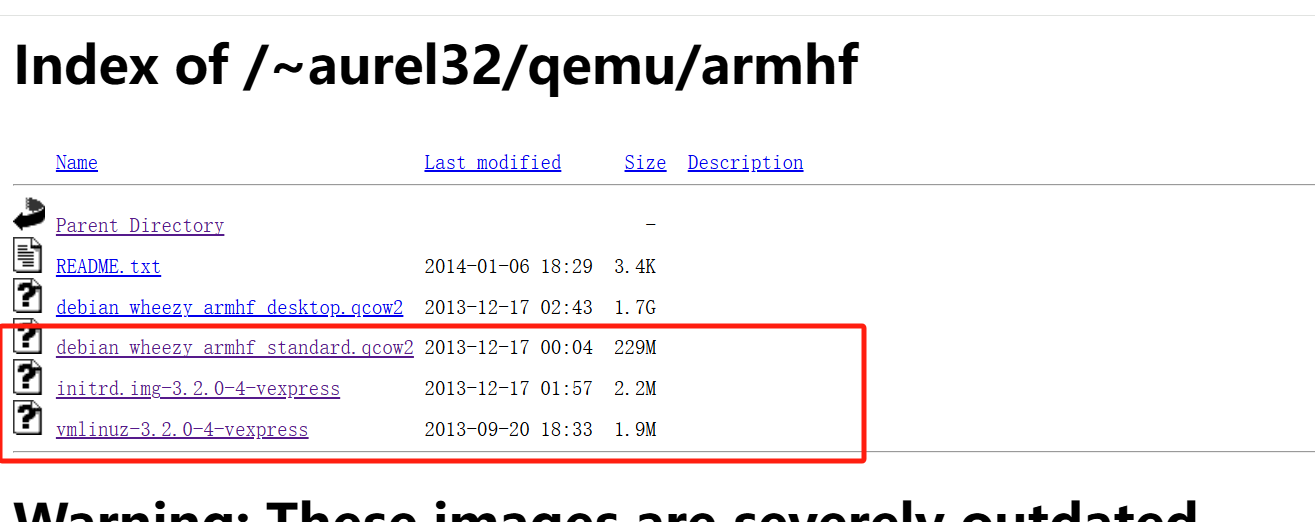 Index of /~aurel32/qemu/armhf
Name Last modified Size Description
Parent Directory -
README.txt 2014-01-06 18:29 3.4K
debian_wheezy_armhf_desktop.qcow2 2013-12-17 02:43 1.7G
debian_wheezy_armhf_standard.qcow2 2013-12-17 00:04 229M
initrd.img-3.2.0-4-vexpress 2013-12-17 01:57 2.2M
vmlinuz-3.2.0-4-vexpress 2013-09-20 18:33 1.9M
Warning: These images are severely outdated